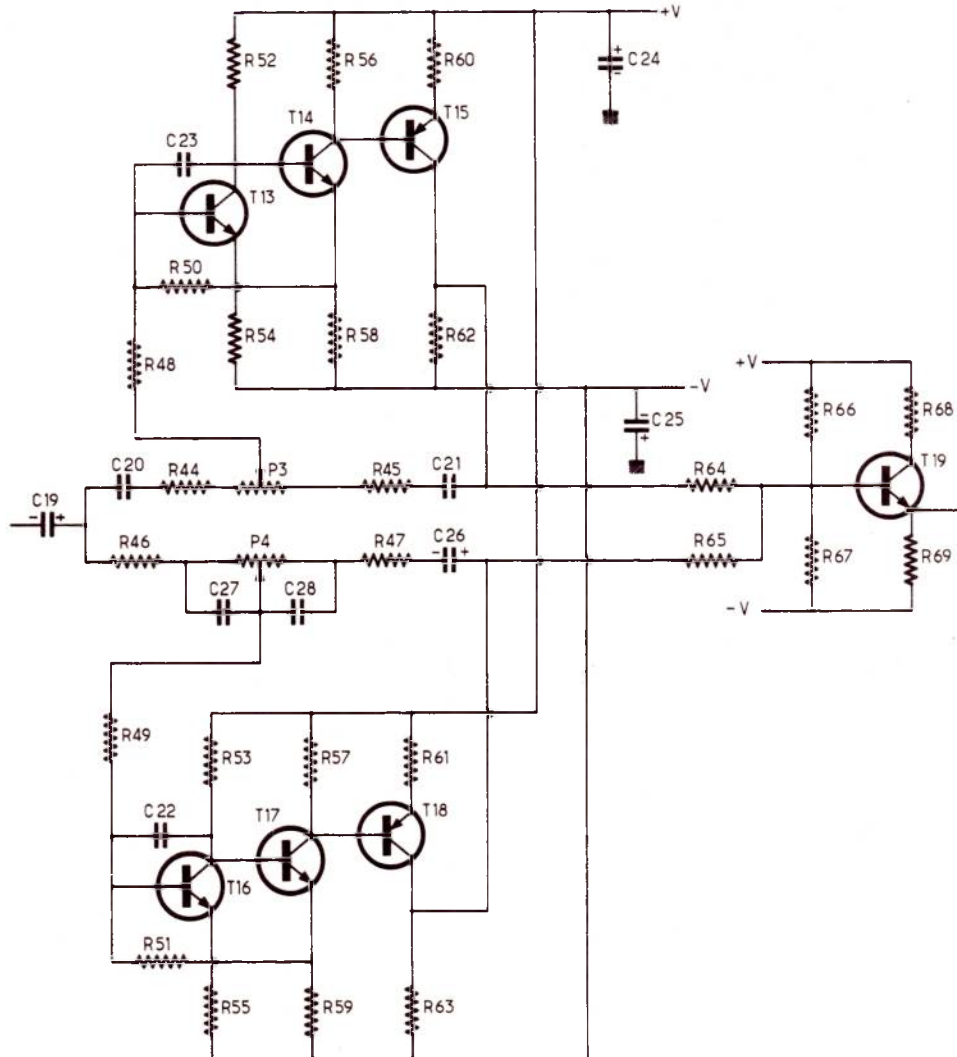 +V
R52
R56
R60
C24
+
-
T14
T15
C23
T13
R50
R54
R58
R62
R48
+V
-V
R66
R68
-
C25
+
C20
R44
P3
R45
C21
R64
T19
C19
- +
R46
P4
R47
C26
- +
R65
R67
R69
C27
C28
-V
R49
R53
R57
R61
C22
T17
T18
T16
R51
R55
R59
R63